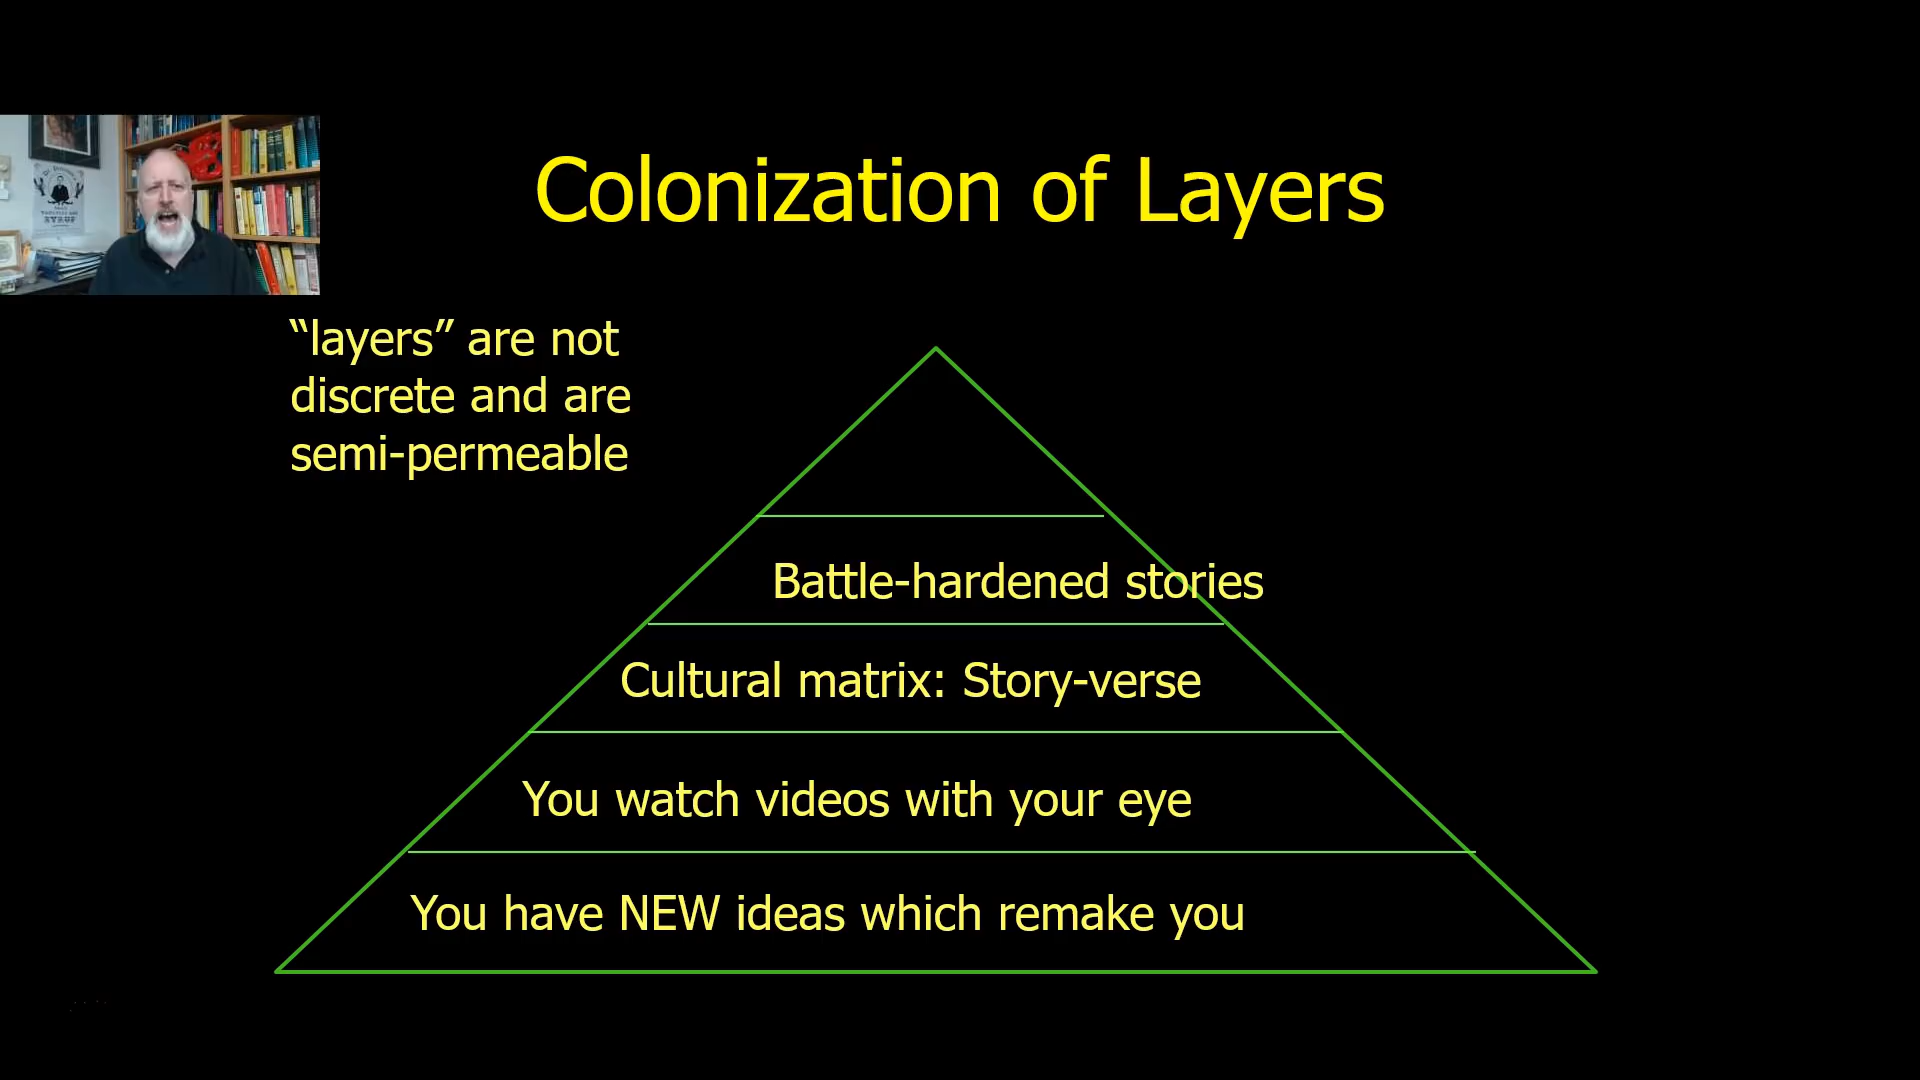 Colonization of Layers
“layers” are not
discrete and are
semi-permeable
Battle-hardened stories
Cultural matrix: Story-verse
You watch videos with your eye
You have NEW ideas which remake you